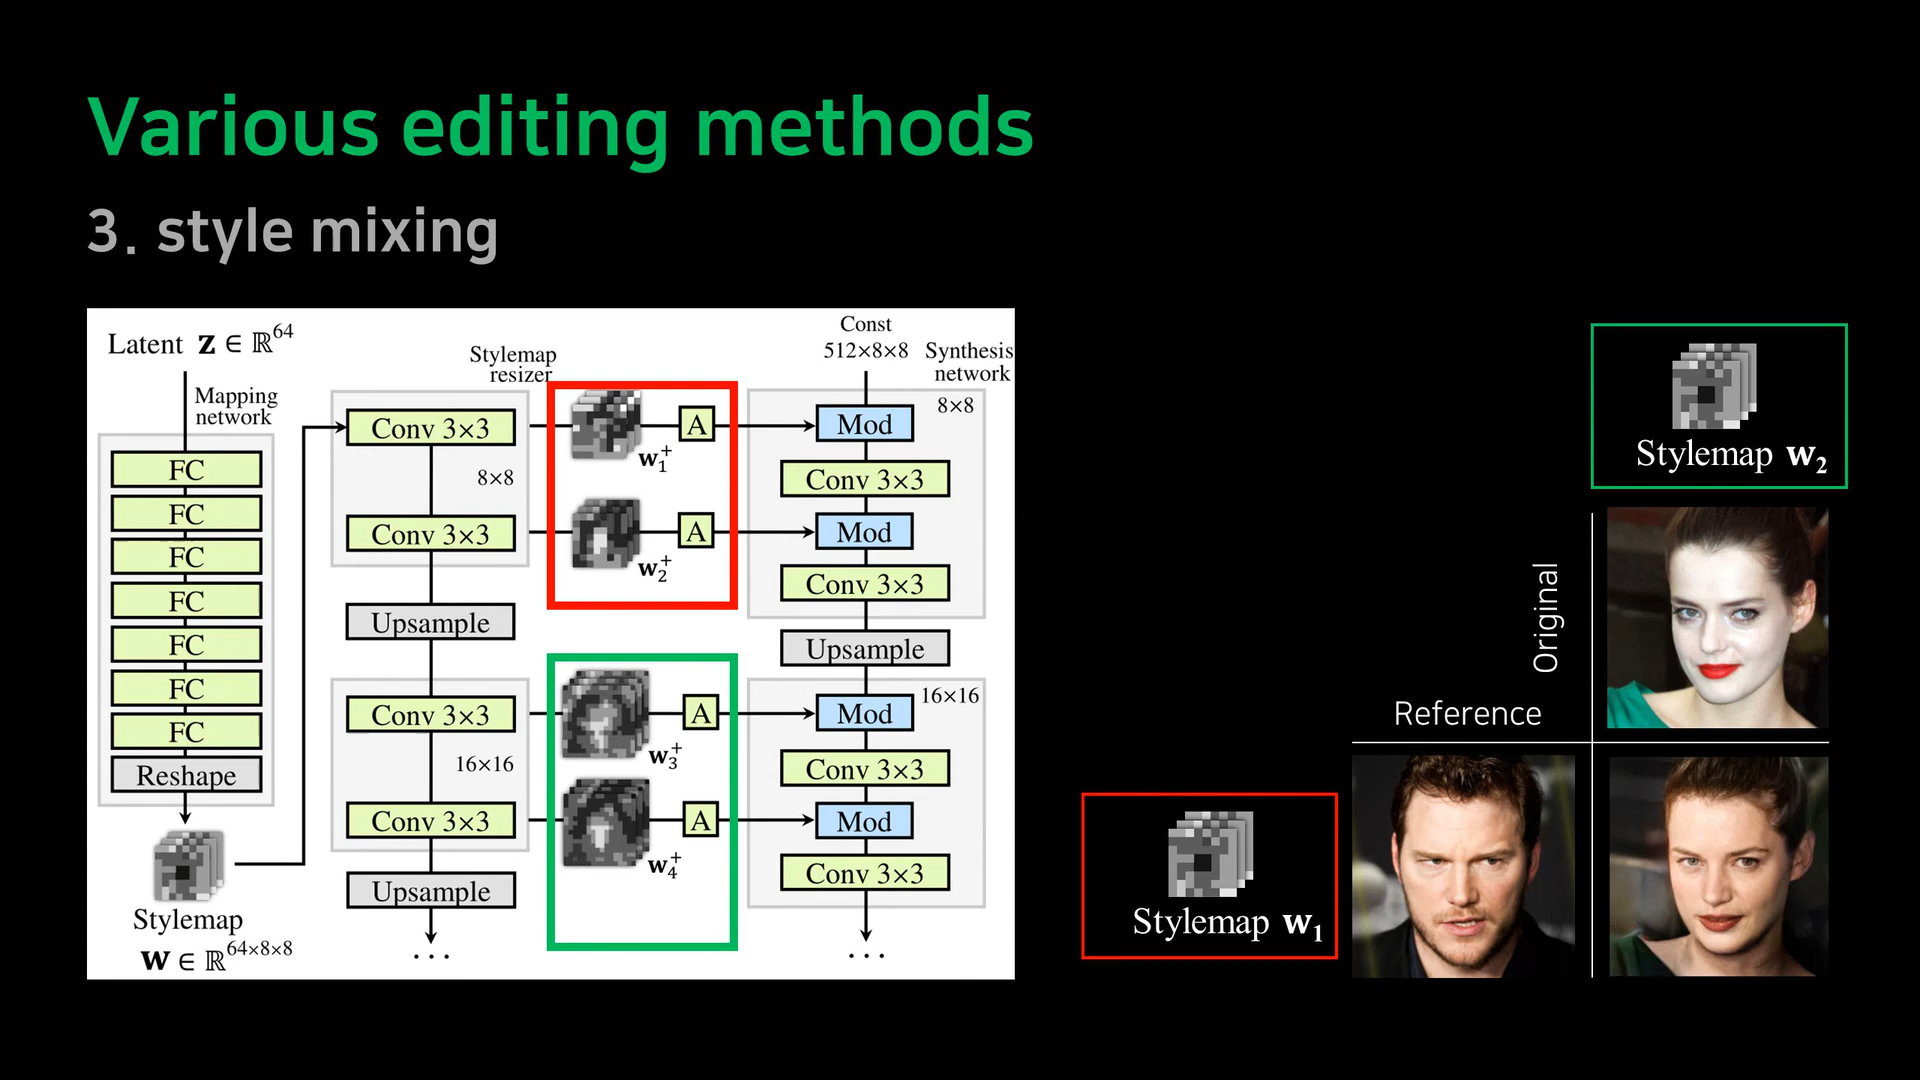 Various editing methods
3. style mixing
Latent z ∈ ℝ^64
Mapping
network
FC
FC
FC
FC
FC
FC
FC
Reshape
Stylemap
w ∈ ℝ^64×8×8
Stylemap
resizer
Conv 3×3
8×8
Conv 3×3
Upsample
Conv 3×3
16×16
Conv 3×3
Upsample
...
A
w₁⁺
A
w₂⁺
A
w₃⁺
A
w₄⁺
Const
512×8×8
Synthesis
network
8×8
Mod
Conv 3×3
Mod
Conv 3×3
Upsample
16×16
Mod
Conv 3×3
Mod
Conv 3×3
...
Stylemap w₂
Original
Reference
Stylemap w₁